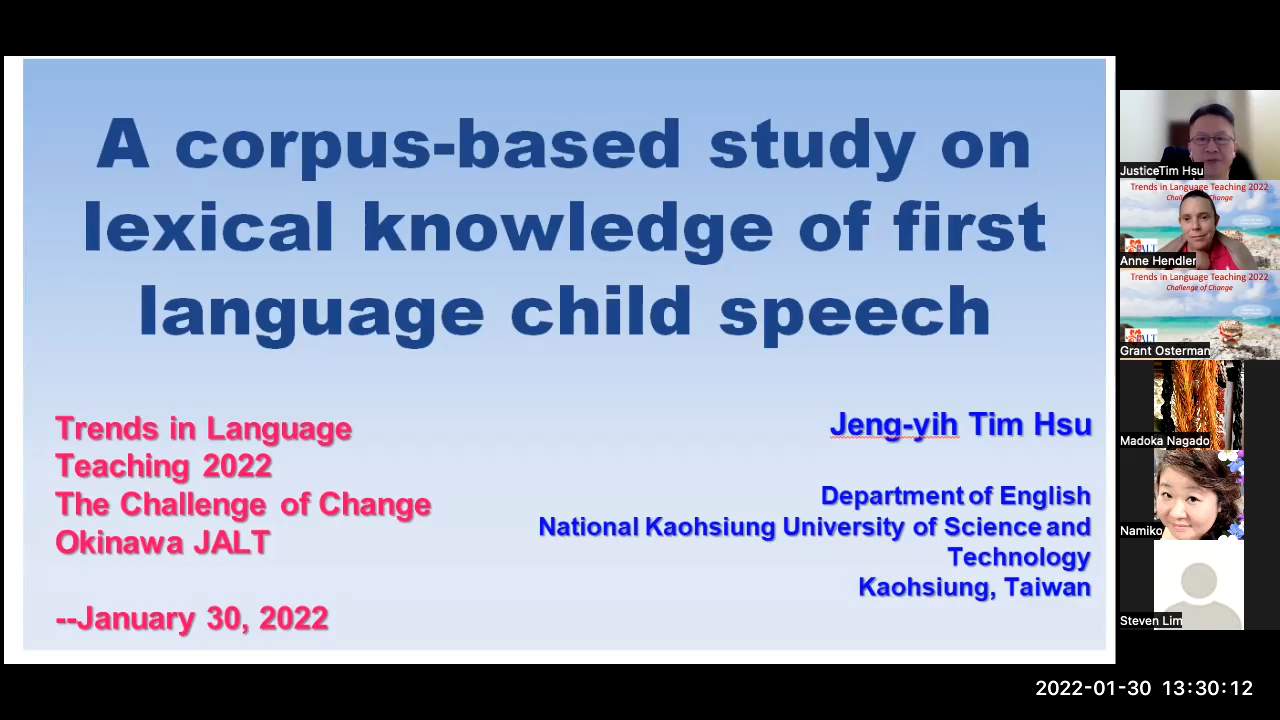 A corpus-based study on
lexical knowledge of first
language child speech
Trends in Language
Teaching 2022
The Challenge of Change
Okinawa JALT
--January 30, 2022
Jeng-yih Tim Hsu
Department of English
National Kaohsiung University of Science and
Technology
Kaohsiung, Taiwan
JusticeTim Hsu
Trends in Language Teaching 2022
Anne Hendler
Trends in Language Teaching 2022
Challenge of Change
Grant Osterman
Madoka Nagado
Namiko
Steven Lim
2022-01-30 13:30:12